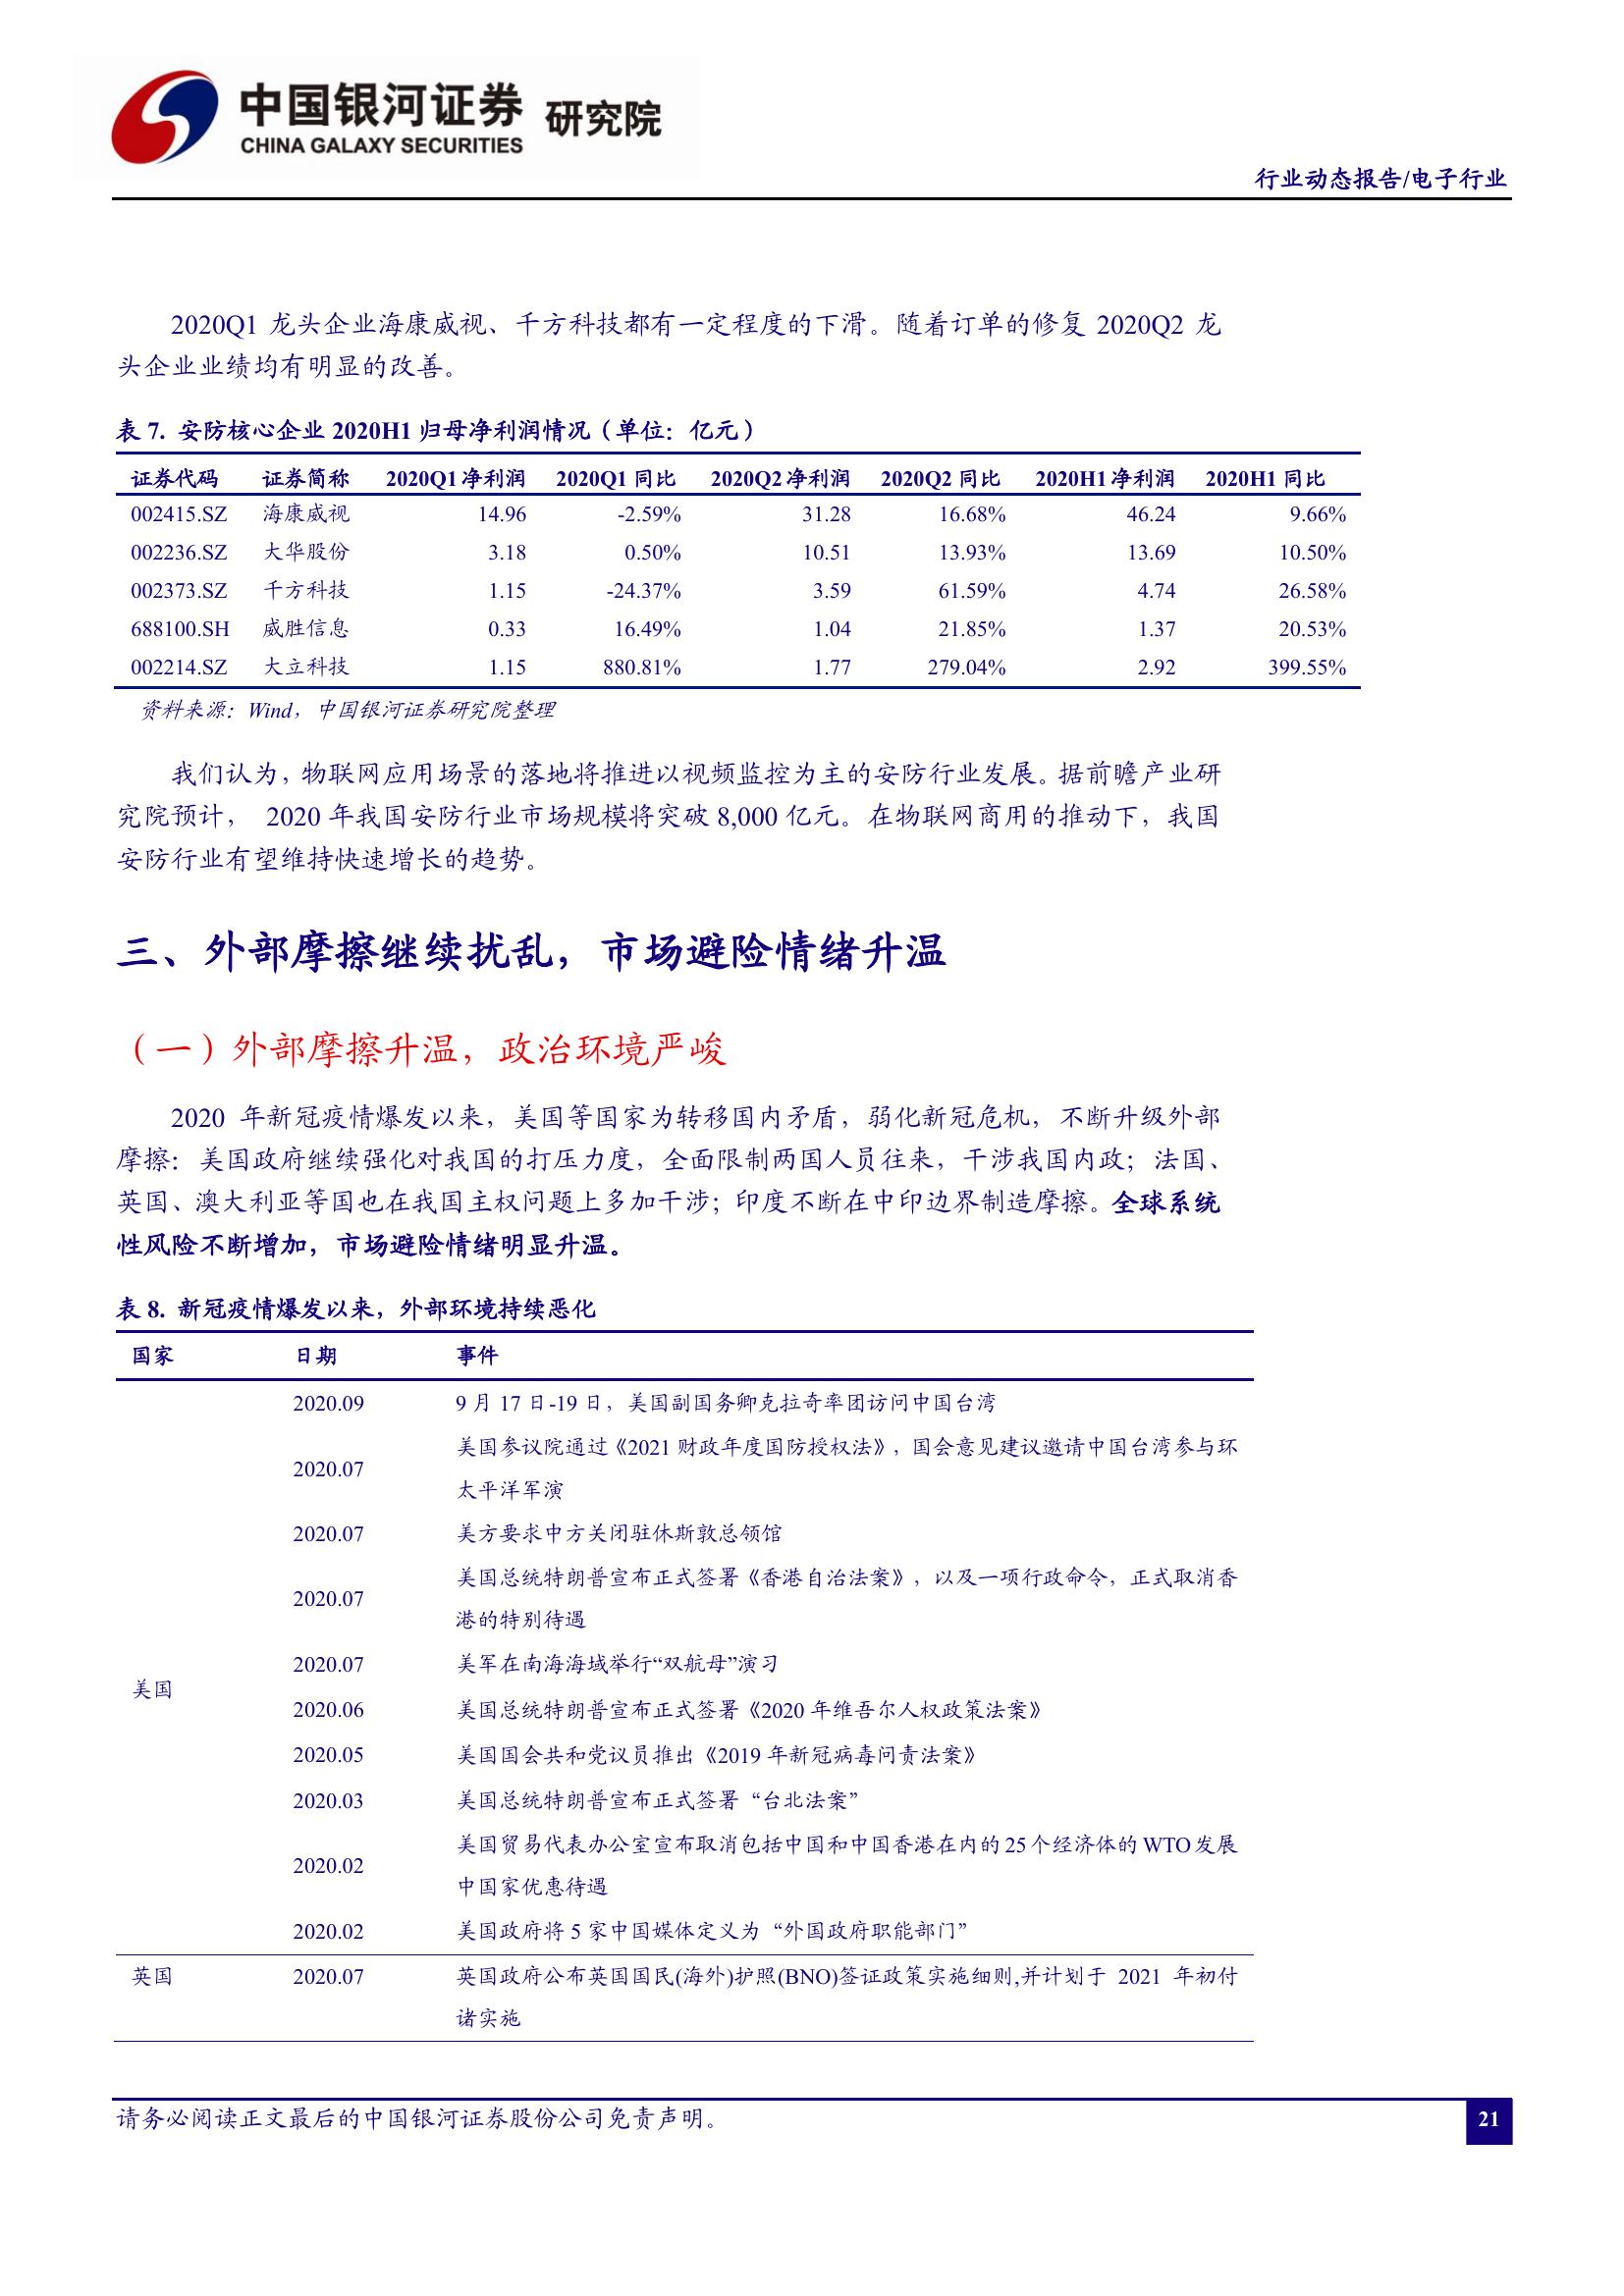 中国银河证券 研究院
CHINA GALAXY SECURITIES
行业动态报告/电子行业
2020Q1 龙头企业海康威视、千方科技都有一定程度的下滑。随着订单的修复 2020Q2 龙
头企业业绩均有明显的改善。
表 7. 安防核心企业 2020H1 归母净利润情况（单位：亿元）
证券代码 证券简称 2020Q1净利润 2020Q1 同比 2020Q2净利润 2020Q2 同比 2020H1净利润 2020H1 同比
002415.SZ 海康威视 14.96 -2.59% 31.28 16.68% 46.24 9.66%
002236.SZ 大华股份 3.18 0.50% 10.51 13.93% 13.69 10.50%
002373.SZ 千方科技 1.15 -24.37% 3.59 61.59% 4.74 26.58%
688100.SH 威胜信息 0.33 16.49% 1.04 21.85% 1.37 20.53%
002214.SZ 大立科技 1.15 880.81% 1.77 279.04% 2.92 399.55%
资料来源：Wind，中国银河证券研究院整理
我们认为，物联网应用场景的落地将推进以视频监控为主的安防行业发展。据前瞻产业研
究院预计， 2020 年我国安防行业市场规模将突破 8,000 亿元。在物联网商用的推动下，我国
安防行业有望维持快速增长的趋势。
三、外部摩擦继续扰乱，市场避险情绪升温
（一）外部摩擦升温，政治环境严峻
2020 年新冠疫情爆发以来，美国等国家为转移国内矛盾，弱化新冠危机，不断升级外部
摩擦：美国政府继续强化对我国的打压力度，全面限制两国人员往来，干涉我国内政；法国、
英国、澳大利亚等国也在我国主权问题上多加干涉；印度不断在中印边界制造摩擦。全球系统
性风险不断增加，市场避险情绪明显升温。
表 8. 新冠疫情爆发以来，外部环境持续恶化
国家 日期 事件
2020.09 9 月 17 日-19 日，美国副国务卿克拉奇率团访问中国台湾
2020.07 美国参议院通过《2021 财政年度国防授权法》，国会意见建议邀请中国台湾参与环
太平洋军演
2020.07 美方要求中方关闭驻休斯敦总领馆
2020.07 美国总统特朗普宣布正式签署《香港自治法案》，以及一项行政命令，正式取消香
港的特别待遇
2020.07 美军在南海海域举行“双航母”演习
美国
2020.06 美国总统特朗普宣布正式签署《2020 年维吾尔人权政策法案》
2020.05 美国国会共和党议员推出《2019 年新冠病毒问责法案》
2020.03 美国总统特朗普宣布正式签署“台北法案”
2020.02 美国贸易代表办公室宣布取消包括中国和中国香港在内的 25 个经济体的 WTO 发展
中国家优惠待遇
2020.02 美国政府将 5 家中国媒体定义为“外国政府职能部门”
英国 2020.07 英国政府公布英国国民(海外)护照(BNO)签证政策实施细则,并计划于 2021 年初付
诸实施
请务必阅读正文最后的中国银河证券股份公司免责声明。
21